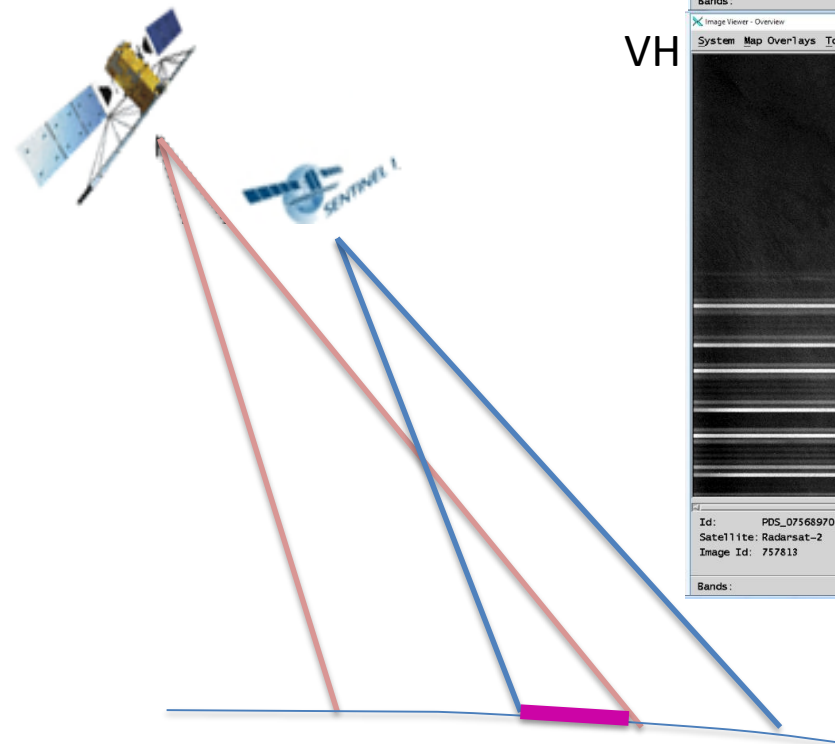 Bands:
Image Viewer - Overview
System Map Overlays To
VH
SENTINEL 1
Id: PDS_07568970
Satellite: Radarsat-2
Image Id: 757813
Bands: